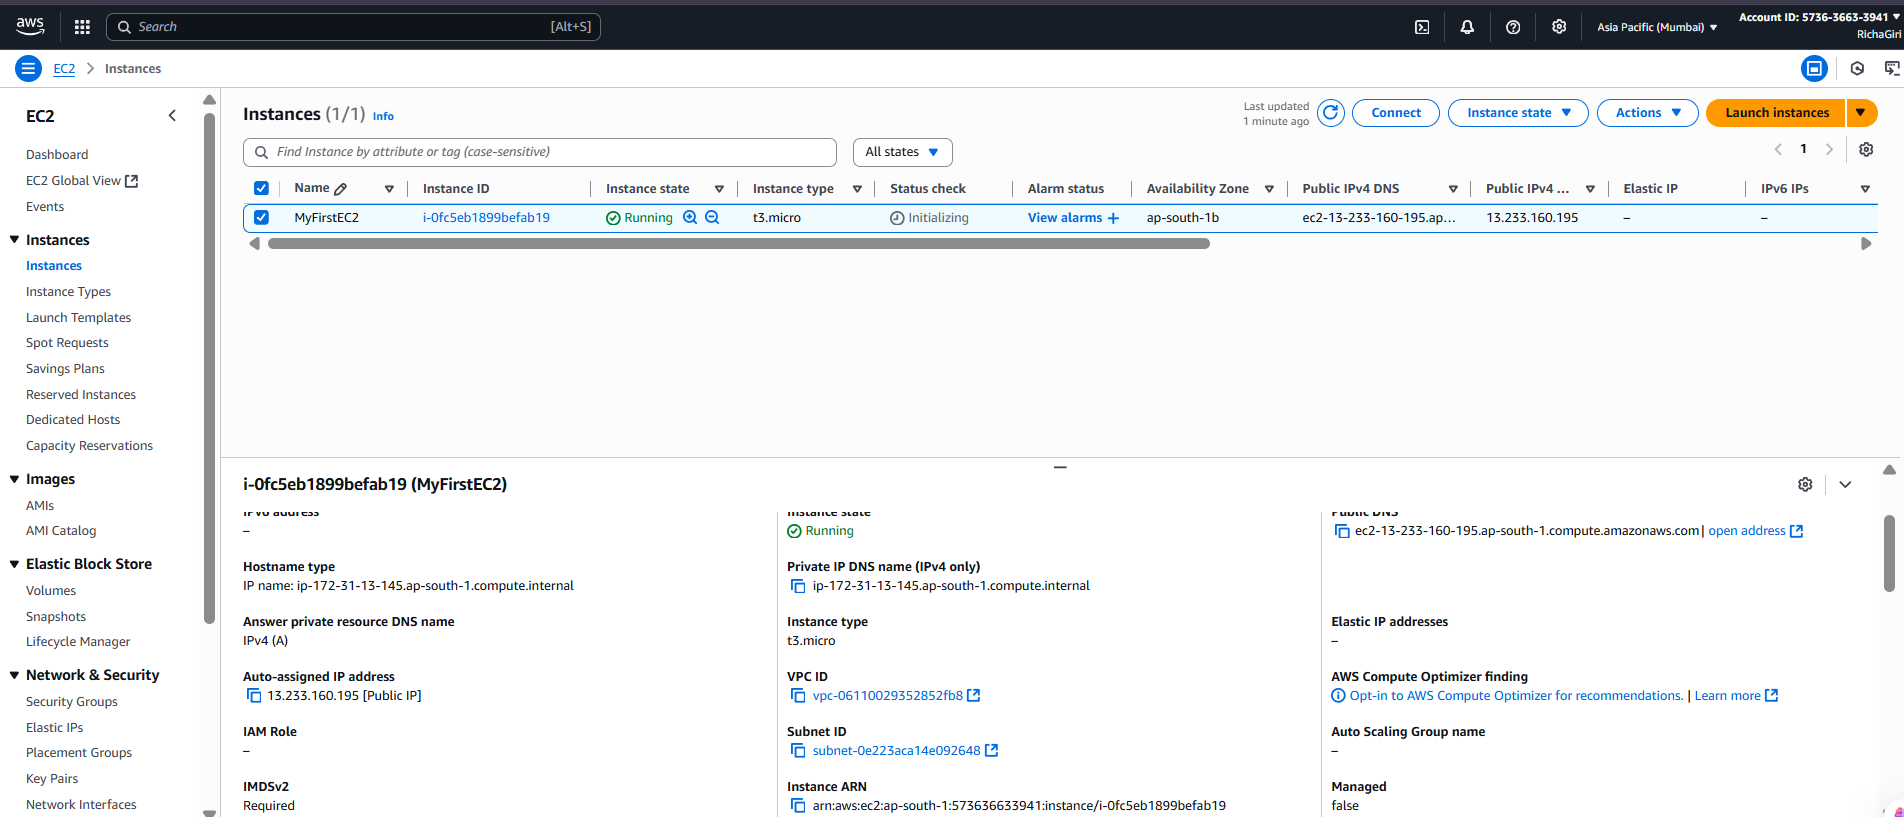 aws
Search [Alt+S]
Asia Pacific (Mumbai)
Account ID: 5736-3663-3941
RichaGiri
EC2 Instances
EC2
Dashboard
EC2 Global View
Events
Instances
Instances
Instance Types
Launch Templates
Spot Requests
Savings Plans
Reserved Instances
Dedicated Hosts
Capacity Reservations
Images
AMIs
AMI Catalog
Elastic Block Store
Volumes
Snapshots
Lifecycle Manager
Network & Security
Security Groups
Elastic IPs
Placement Groups
Key Pairs
Network Interfaces
Instances (1/1) Info
Last updated
1 minute ago
Connect
Instance state
Actions
Launch instances
Find Instance by attribute or tag (case-sensitive)
All states
1
Name Instance ID Instance state Instance type Status check Alarm status Availability Zone Public IPv4 DNS Public IPv4 ... Elastic IP IPv6 IPs
MyFirstEC2 i-0fc5eb1899befab19 Running t3.micro Initializing View alarms + ap-south-1b ec2-13-233-160-195.ap... 13.233.160.195 – –
i-0fc5eb1899befab19 (MyFirstEC2)
IPv6 address
–
Hostname type
IP name: ip-172-31-13-145.ap-south-1.compute.internal
Answer private resource DNS name
IPv4 (A)
Auto-assigned IP address
13.233.160.195 [Public IP]
IAM Role
–
IMDSv2
Required
Instance state
Running
Private IP DNS name (IPv4 only)
ip-172-31-13-145.ap-south-1.compute.internal
Instance type
t3.micro
VPC ID
vpc-06110029352852fb8
Subnet ID
subnet-0e223aca14e092648
Instance ARN
arn:aws:ec2:ap-south-1:573636633941:instance/i-0fc5eb1899befab19
Public DNS
ec2-13-233-160-195.ap-south-1.compute.amazonaws.com | open address
Elastic IP addresses
–
AWS Compute Optimizer finding
Opt-in to AWS Compute Optimizer for recommendations. | Learn more
Auto Scaling Group name
–
Managed
false